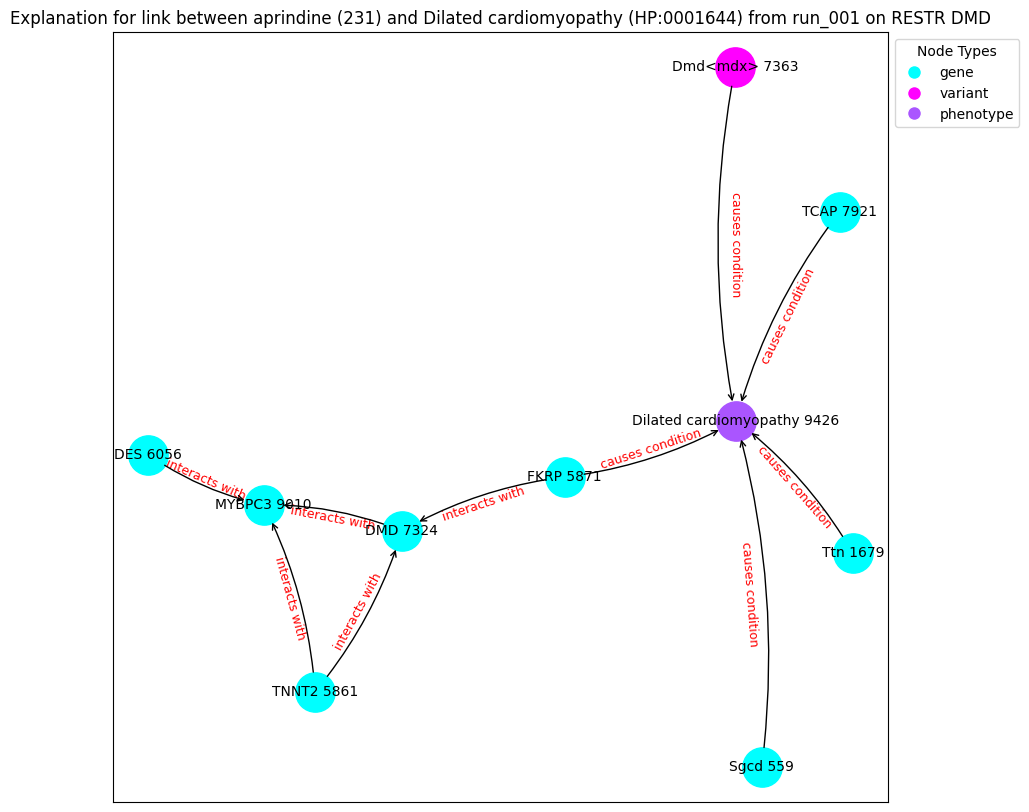 Explanation for link between aprindine (231) and Dilated cardiomyopathy (HP:0001644) from run_001 on RESTR DMD
Node Types
gene
variant
phenotype
Dmd<mdx> 7363
causes condition
TCAP 7921
causes condition
Dilated cardiomyopathy 9426
causes condition
causes condition
DES 6056
interacts with
MYBPC3 9010
interacts with
FKRP 5871
interacts with
DMD 7324
Ttn 1679
causes condition
interacts with
interacts with
TNNT2 5861
Sgcd 559